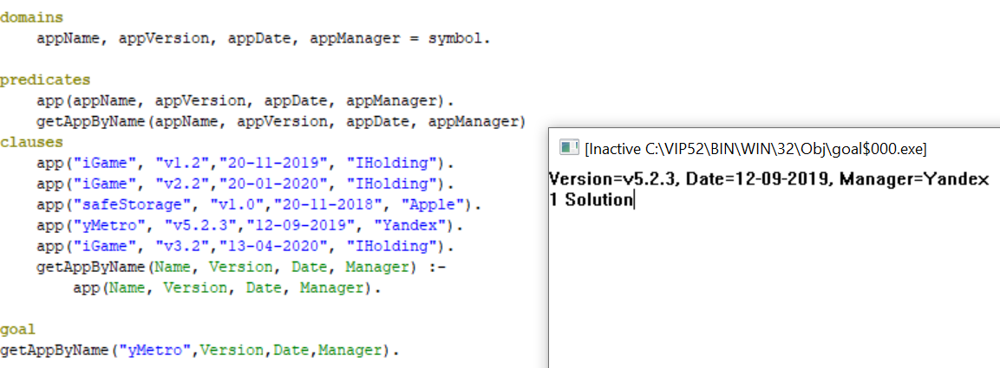 domains
appName, appVersion, appDate, appManager = symbol.
predicates
app(appName, appVersion, appDate, appManager).
getAppByName(appName, appVersion, appDate, appManager)
clauses
app("iGame", "v1.2","20-11-2019", "IHolding").
app("iGame", "v2.2","20-01-2020", "IHolding").
app("safeStorage", "v1.0","20-11-2018", "Apple").
app("yMetro", "v5.2.3","12-09-2019", "Yandex").
app("iGame", "v3.2","13-04-2020", "IHolding").
getAppByName(Name, Version, Date, Manager) :-
app(Name, Version, Date, Manager).
goal
getAppByName("yMetro",Version,Date,Manager).
[Inactive C:\VIP52\BIN\WIN\32\Obj\goal$000.exe]
Version=v5.2.3, Date=12-09-2019, Manager=Yandex
1 Solution